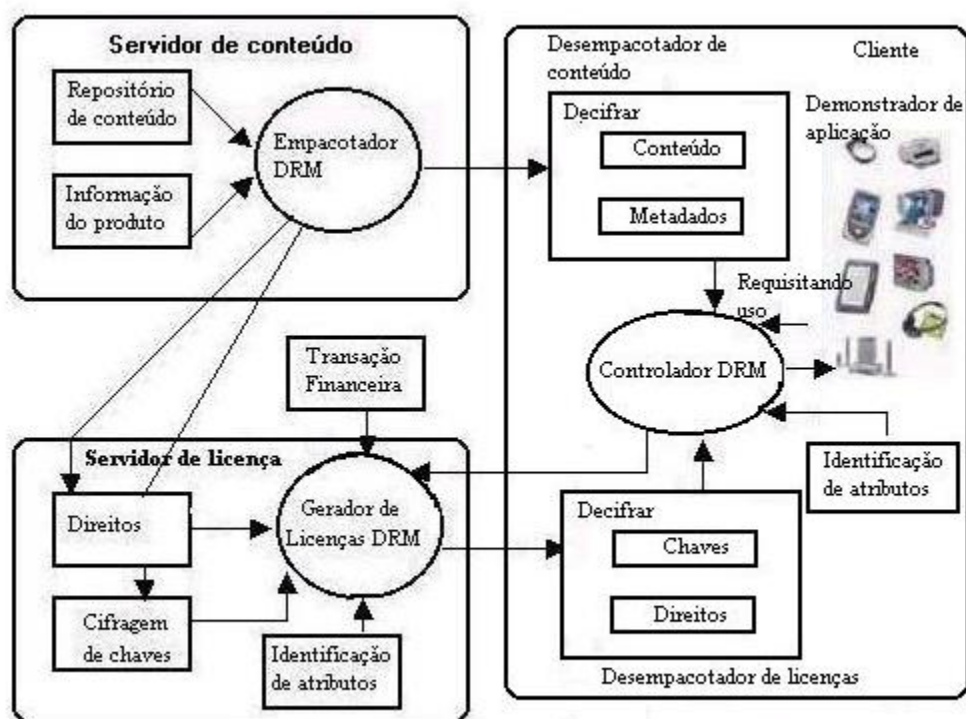 Servidor de conteúdo
Repositório
de conteúdo
Informação
do produto
Empacotador
DRM
Desempacotador de
conteúdo
Cliente
Decifrar
Conteúdo
Metadados
Demonstrador de
aplicação
Requisitando
uso
Controlador DRM
Transação
Financeira
Servidor de licença
Direitos
Cifragem
de chaves
Gerador de
Licenças DRM
Identificação
de atributos
Decifrar
Chaves
Direitos
Identificação
de atributos
Desempacotador de licenças